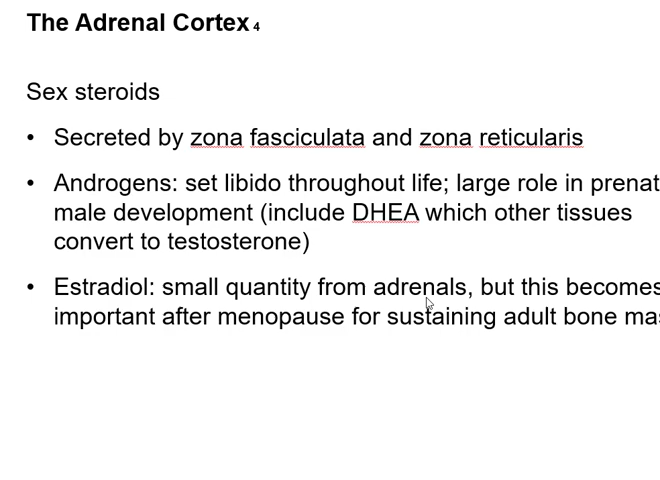 The Adrenal Cortex 4
Sex steroids
• Secreted by zona fasciculata and zona reticularis
• Androgens: set libido throughout life; large role in prenat
male development (include DHEA which other tissues
convert to testosterone)
• Estradiol: small quantity from adrenals, but this becomes
important after menopause for sustaining adult bone mas